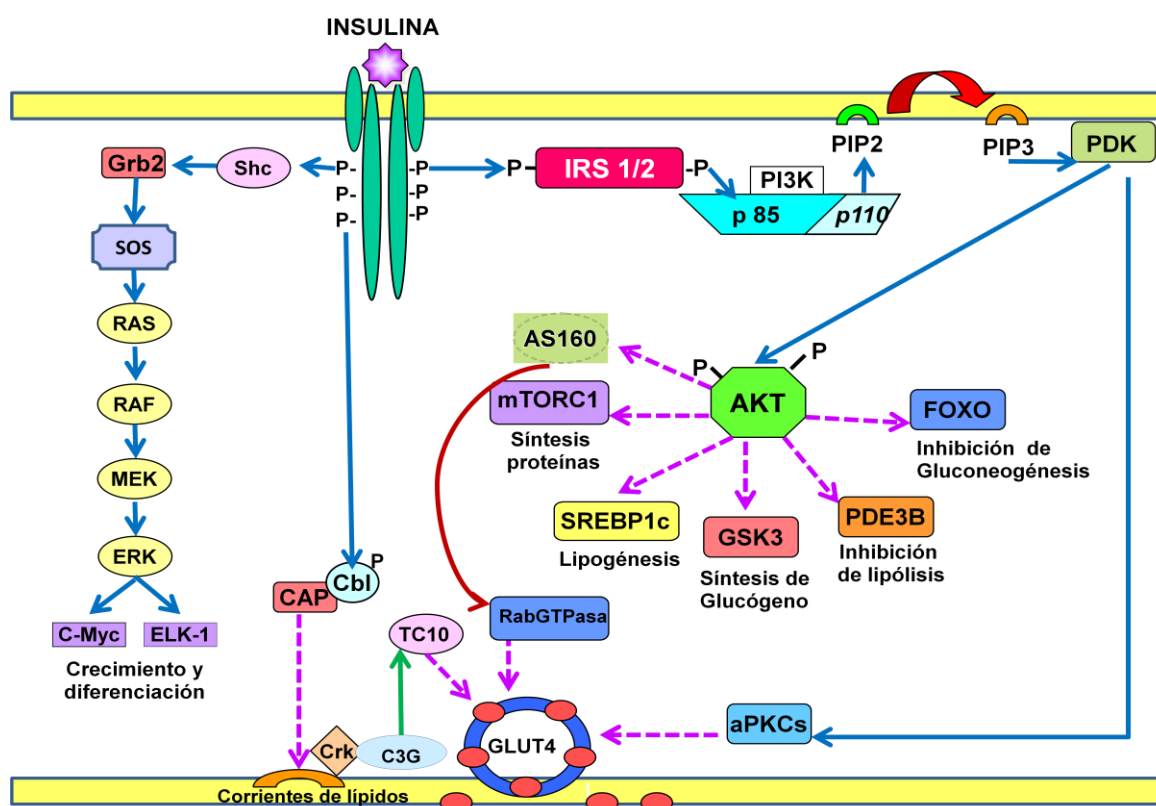 INSULINA
Grb2
Shc
P-
P-
P-
-P
-P
-P
P-
IRS 1/2
-P
PI3K
p 85
p110
PIP2
PIP3
PDK
SOS
RAS
RAF
MEK
ERK
C-Myc
ELK-1
Crecimiento y
diferenciación
AS160
mTORC1
Síntesis
proteínas
P
P
AKT
FOXO
Inhibición de
Gluconeogénesis
SREBP1c
Lipogénesis
GSK3
Síntesis de
Glucógeno
PDE3B
Inhibición
de lipólisis
P
Cbl
CAP
TC10
RabGTPasa
Crk
C3G
GLUT4
aPKCs
Corrientes de lípidos